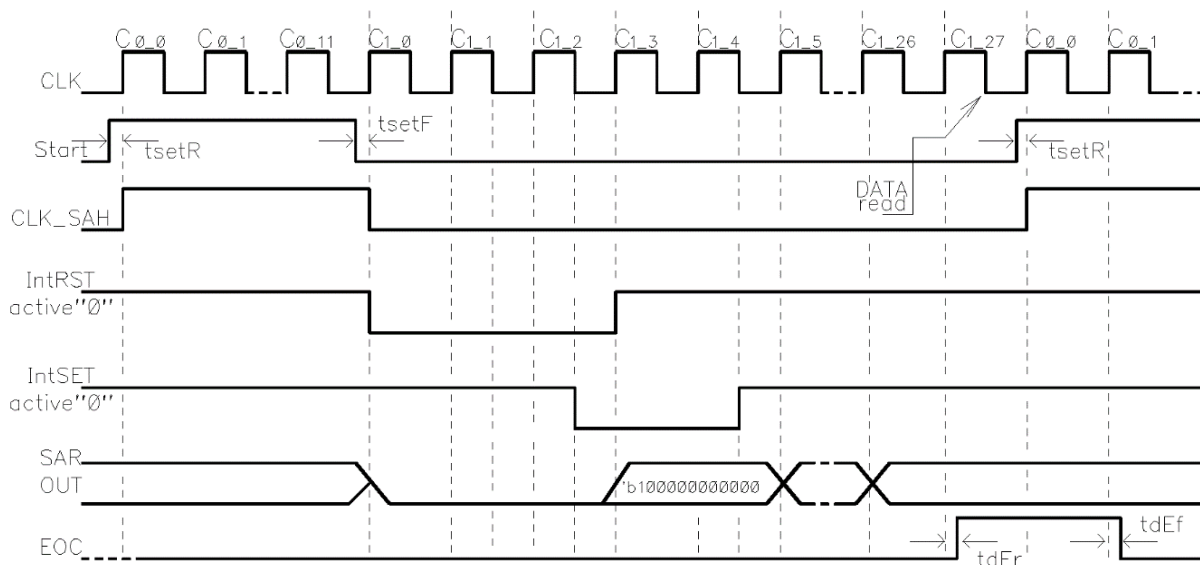 C0_0 C0_1 C0_11 C1_0 C1_1 C1_2 C1_3 C1_4 C1_5 C1_26 C1_27 C0_0 C0_1
CLK
tsetF
Start tsetR tsetR
DATA
read
CLK_SAH
IntRST
active"0"
IntSET
active"0"
SAR
OUT 'b100000000000
tdEf
EOC
tdEr